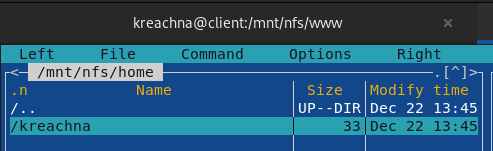 kreachna@client:/mnt/nfs/www ×
Left File Command Options Right
<- /mnt/nfs/home .[^]>
.n Name Size Modify time
/.. UP--DIR Dec 22 13:45
/kreachna 33 Dec 22 13:45